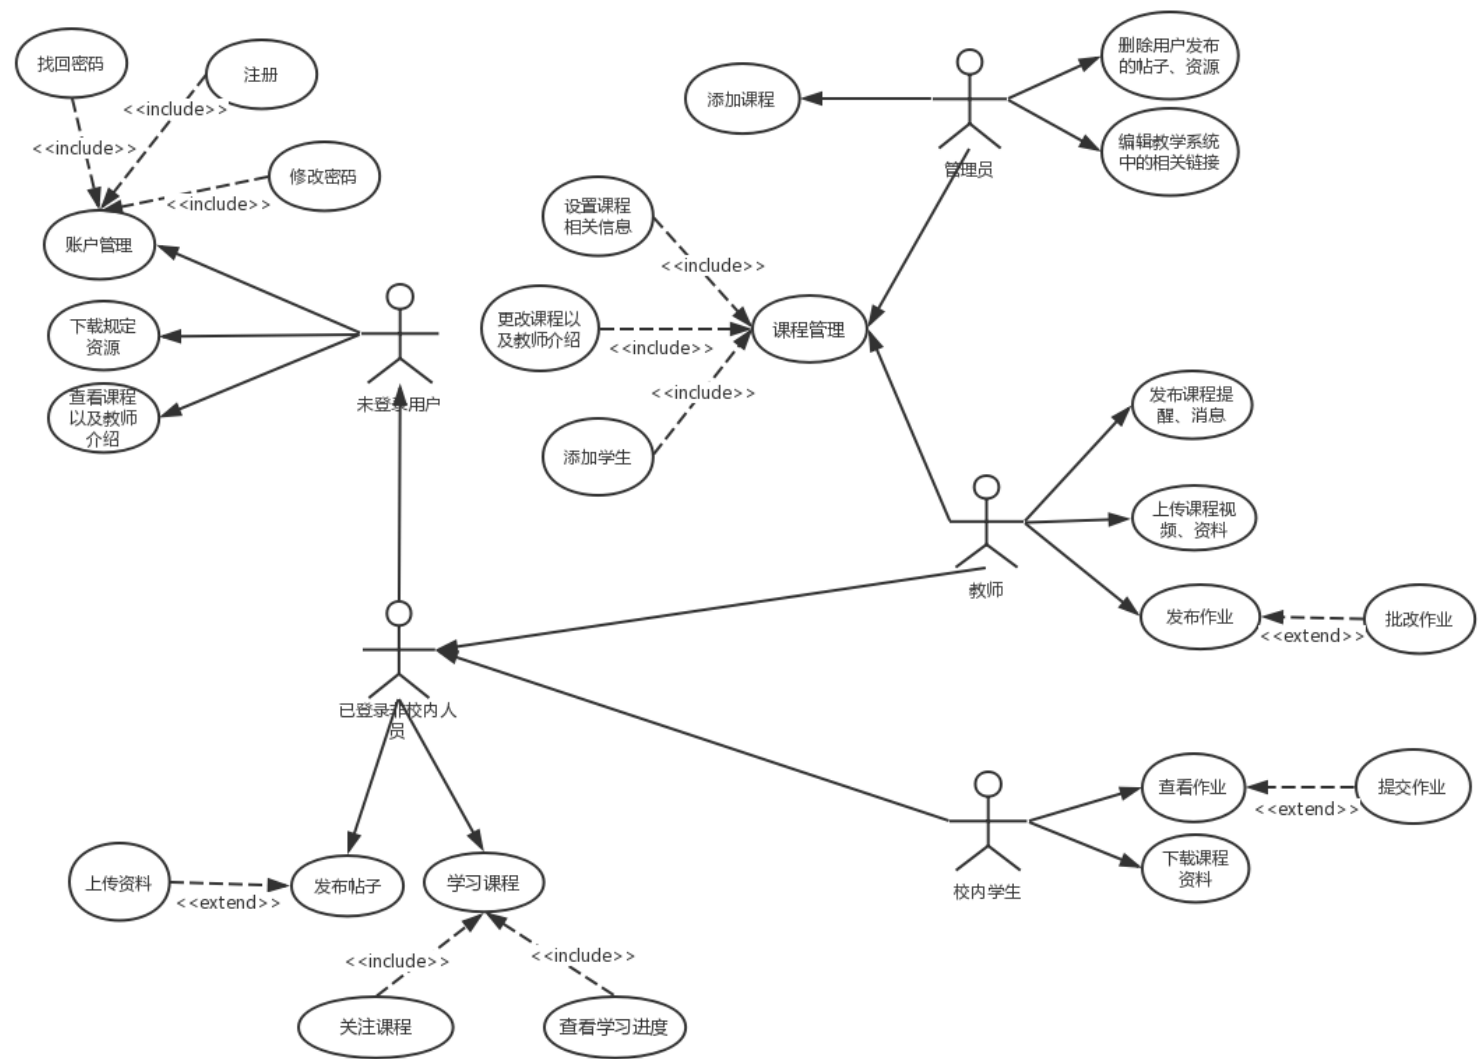 找回密码
注册
<<include>>
<<include>>
修改密码
<<include>>
账户管理
下载规定
资源
查看课程
以及教师
介绍
未登录用户
添加课程
管理员
删除用户发布
的帖子、资源
编辑教学系统
中的相关链接
设置课程
相关信息
<<include>>
更改课程以
及教师介绍
<<include>>
课程管理
<<include>>
添加学生
发布课程提
醒、消息
上传课程视
频、资料
教师
发布作业
<<extend>>
批改作业
已登录非校内人
员
查看作业
<<extend>>
提交作业
下载课程
资料
校内学生
上传资料
<<extend>>
发布帖子
学习课程
<<include>>
<<include>>
关注课程
查看学习进度